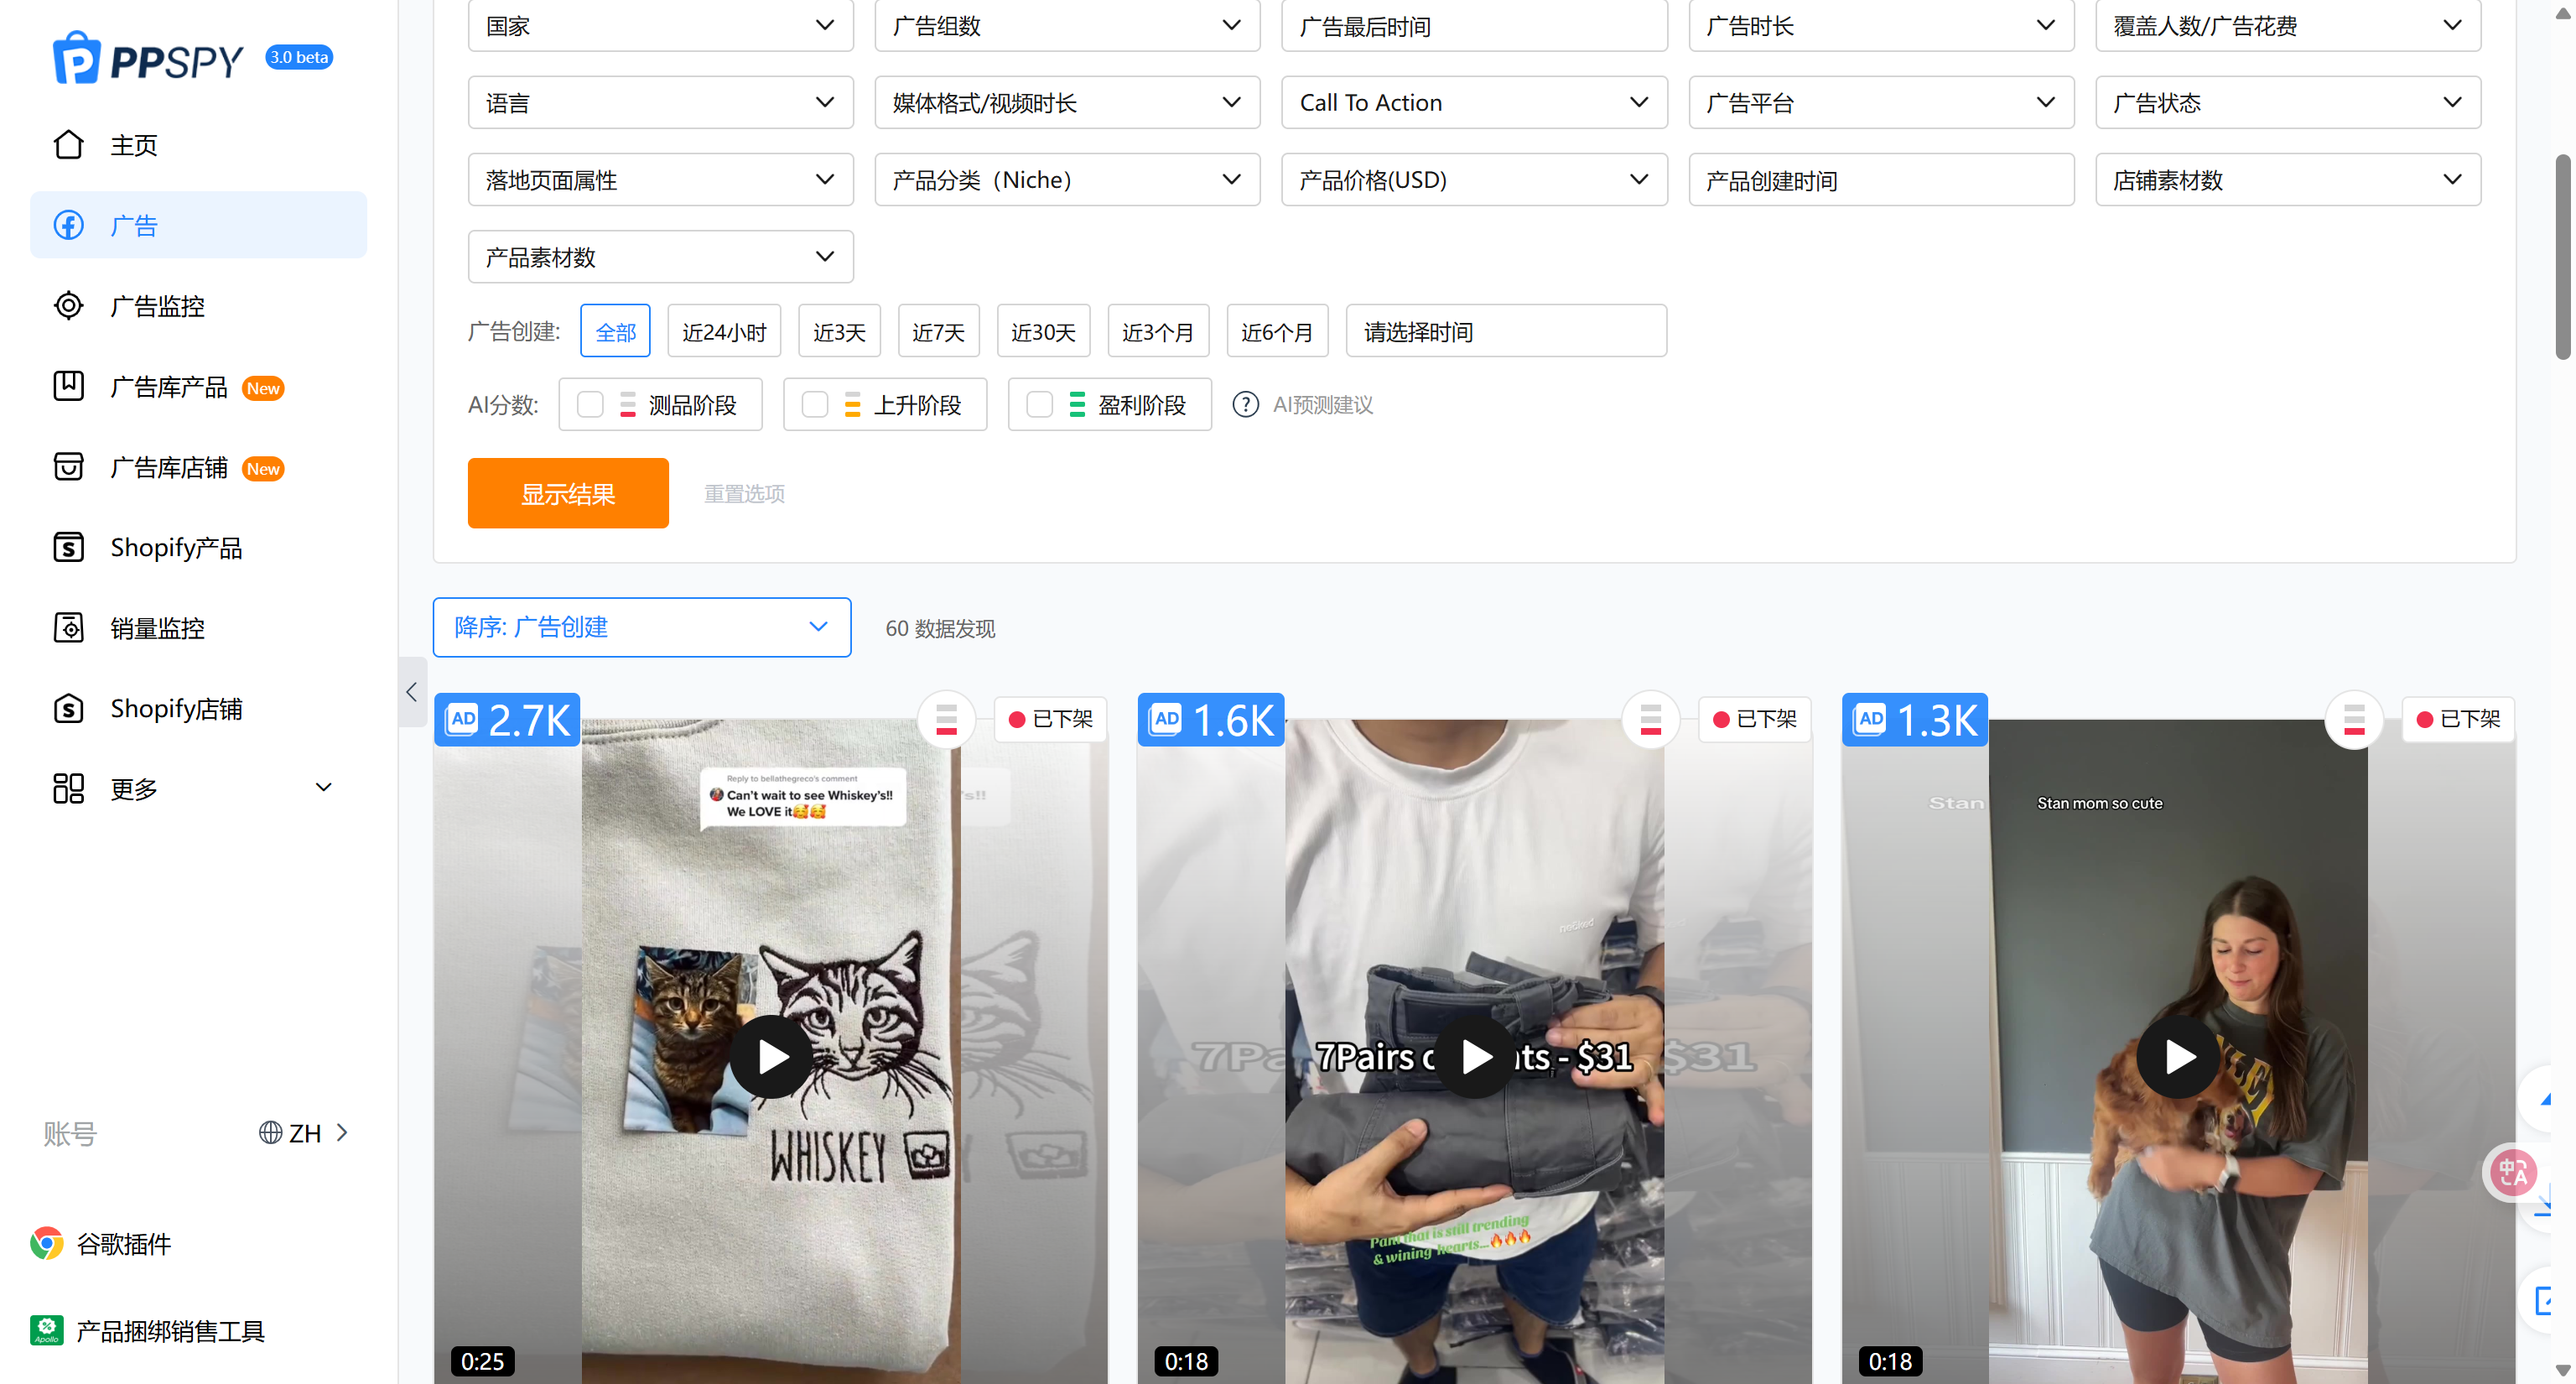 PPSPY 3.0 beta
主页
广告
广告监控
广告库产品 New
广告库店铺 New
Shopify产品
销量监控
Shopify店铺
更多
账号 ZH
谷歌插件
Apollo
产品捆绑销售工具
国家 广告组数 广告最后时间 广告时长 覆盖人数/广告花费
语言 媒体格式/视频时长 Call To Action 广告平台 广告状态
落地页面属性 产品分类（Niche） 产品价格(USD) 产品创建时间 店铺素材数
产品素材数
广告创建: 全部 近24小时 近3天 近7天 近30天 近3个月 近6个月 请选择时间
AI分数: 测品阶段 上升阶段 盈利阶段 ? AI预测建议
显示结果 重置选项
降序: 广告创建 60 数据发现
AD 2.7K 已下架
Reply to bellathegreco's comment
Can't wait to see Whiskey's!!
We LOVE it🥰🥰
's!!
WHISKEY
0:25
AD 1.6K 已下架
7Pa 7Pairs ts - $31 $31
Pant that is still trending
& wining hearts...🔥🔥🔥
0:18
AD 1.3K 已下架
Stan Stan mom so cute
0:18
中 A